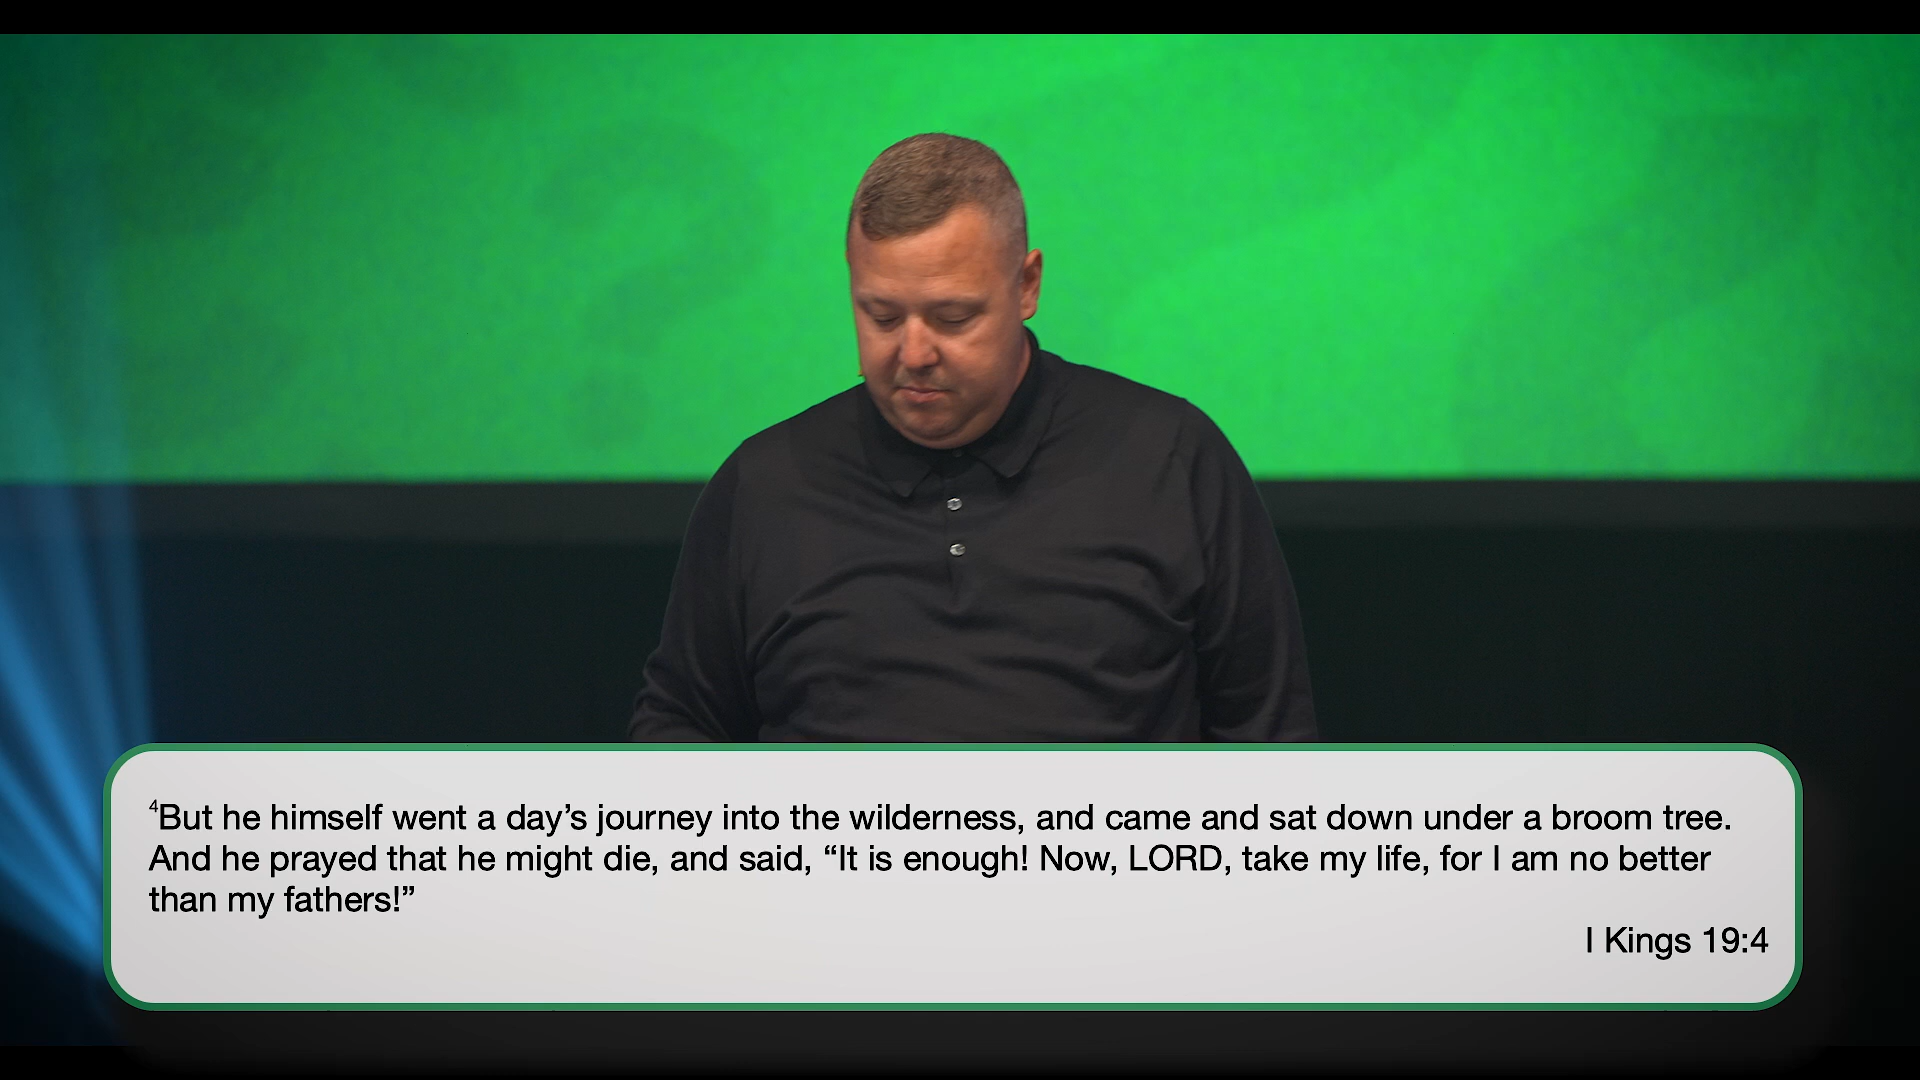 ⁴But he himself went a day’s journey into the wilderness, and came and sat down under a broom tree.
And he prayed that he might die, and said, “It is enough! Now, LORD, take my life, for I am no better
than my fathers!”
I Kings 19:4